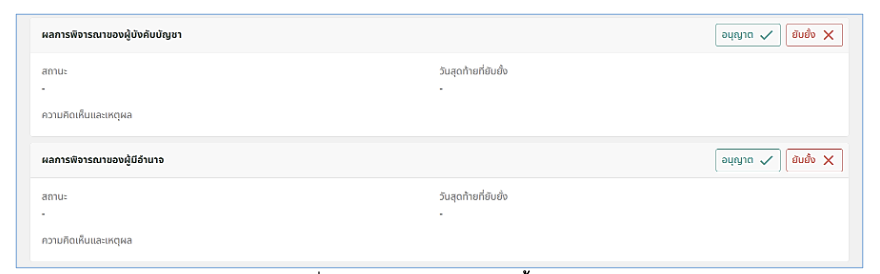 ผลการพิจารณาของผู้บังคับบัญชา อนุญาต ยับยั้ง
สถานะ วันสุดท้ายที่ยับยั้ง
- -
ความคิดเห็นและเหตุผล
ผลการพิจารณาของผู้มีอำนาจ อนุญาต ยับยั้ง
สถานะ วันสุดท้ายที่ยับยั้ง
- -
ความคิดเห็นและเหตุผล